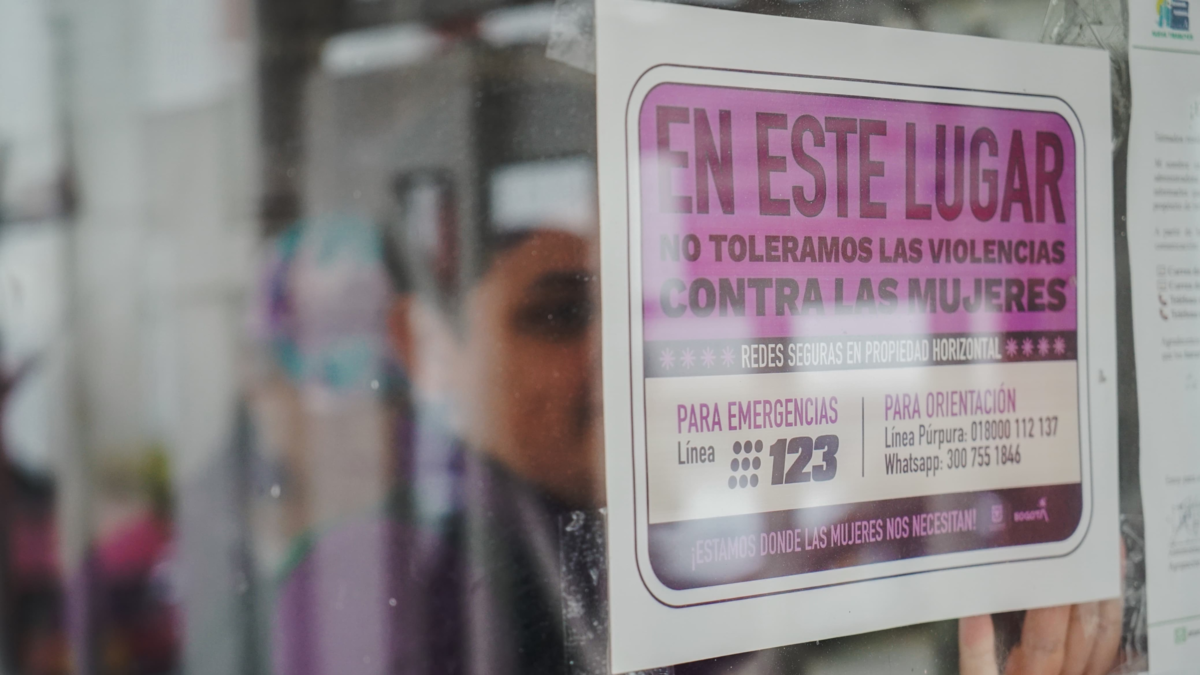 EN ESTE LUGAR
NO TOLERAMOS LAS VIOLENCIAS
CONTRA LAS MUJERES
REDES SEGURAS EN PROPIEDAD HORIZONTAL
PARA EMERGENCIAS
Línea 123
PARA ORIENTACIÓN
Línea Púrpura: 018000 112 137
Whatsapp: 300 755 1846
¡ESTAMOS DONDE LAS MUJERES NOS NECESITAN!
BOGOTÁ